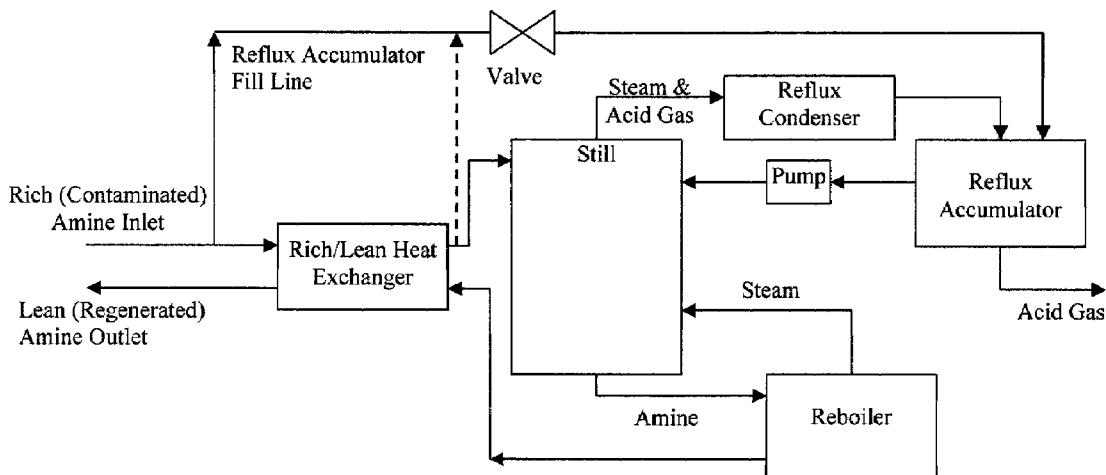 Reflux Accumulator
Fill Line
Valve
Steam &
Acid Gas
Reflux
Condenser
Still
Pump
Reflux
Accumulator
Rich (Contaminated)
Amine Inlet
Rich/Lean Heat
Exchanger
Lean (Regenerated)
Amine Outlet
Steam
Acid Gas
Amine
Reboiler